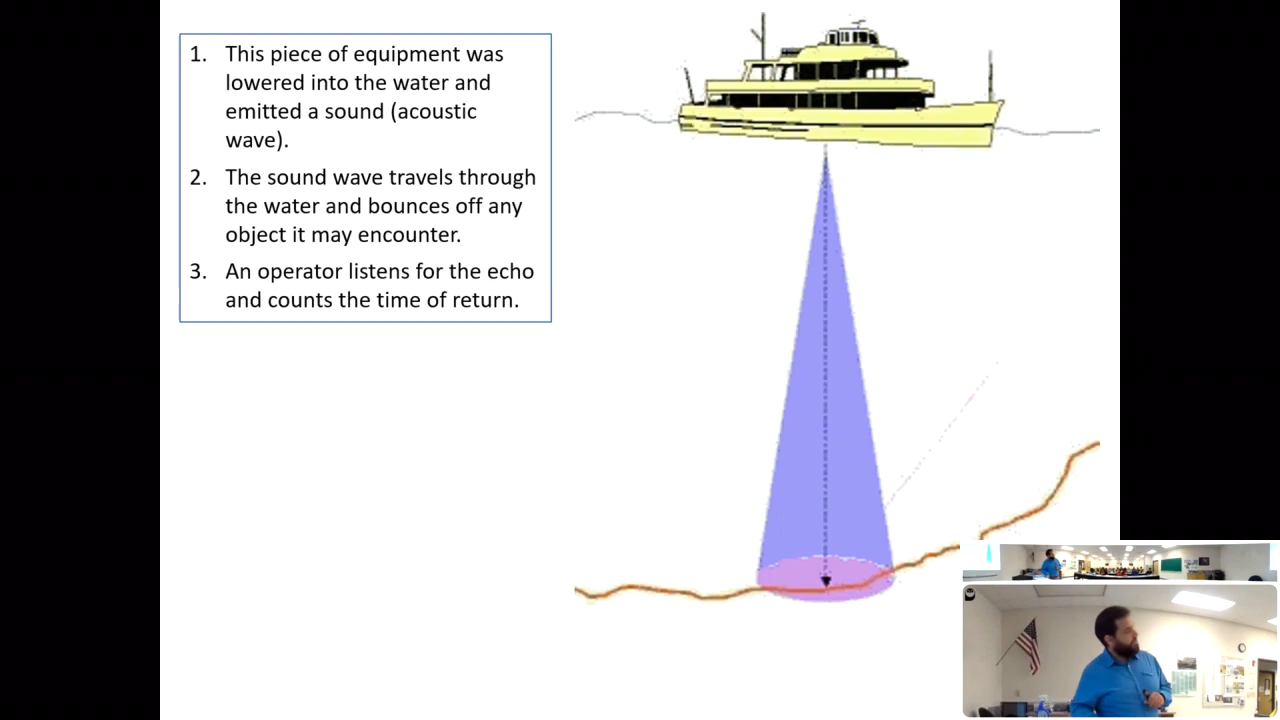 1. This piece of equipment was
lowered into the water and
emitted a sound (acoustic
wave).
2. The sound wave travels through
the water and bounces off any
object it may encounter.
3. An operator listens for the echo
and counts the time of return.